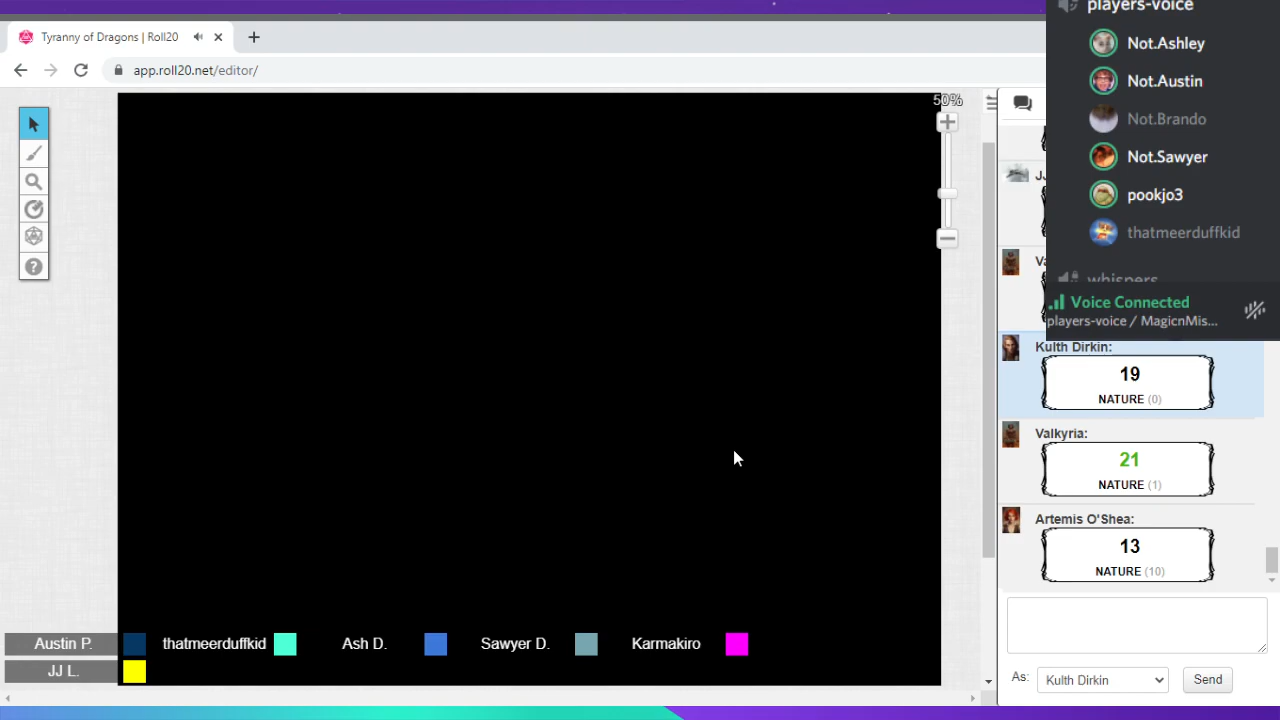 Tyranny of Dragons | Roll20
app.roll20.net/editor/
50%
players-voice
Not.Ashley
Not.Austin
Not.Brando
Not.Sawyer
pookjo3
thatmeerduffkid
whispers
Voice Connected
players-voice / MagicnMis...
Kulth Dirkin:
19
NATURE (0)
Valkyria:
21
NATURE (1)
Artemis O'Shea:
13
NATURE (10)
Austin P.
thatmeerduffkid
Ash D.
Sawyer D.
Karmakiro
JJ L.
As:
Kulth Dirkin
Send